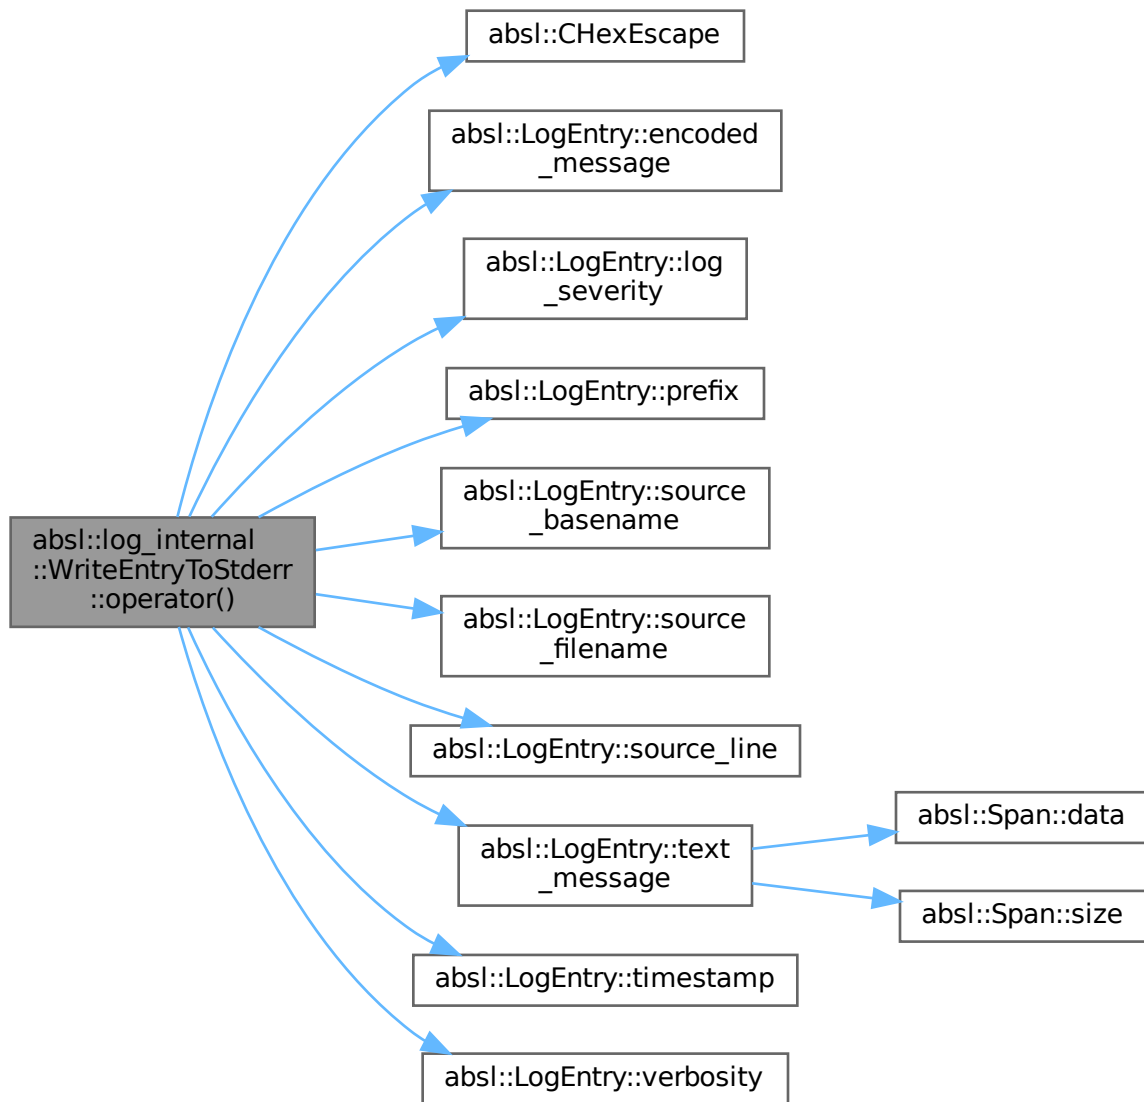 absl::CHexEscape
absl::LogEntry::encoded
_message
absl::LogEntry::log
_severity
absl::LogEntry::prefix
absl::LogEntry::source
_basename
absl::log_internal
::WriteEntryToStderr
::operator()
absl::LogEntry::source
_filename
absl::LogEntry::source_line
absl::LogEntry::text
_message
absl::Span::data
absl::Span::size
absl::LogEntry::timestamp
absl::LogEntry::verbosity